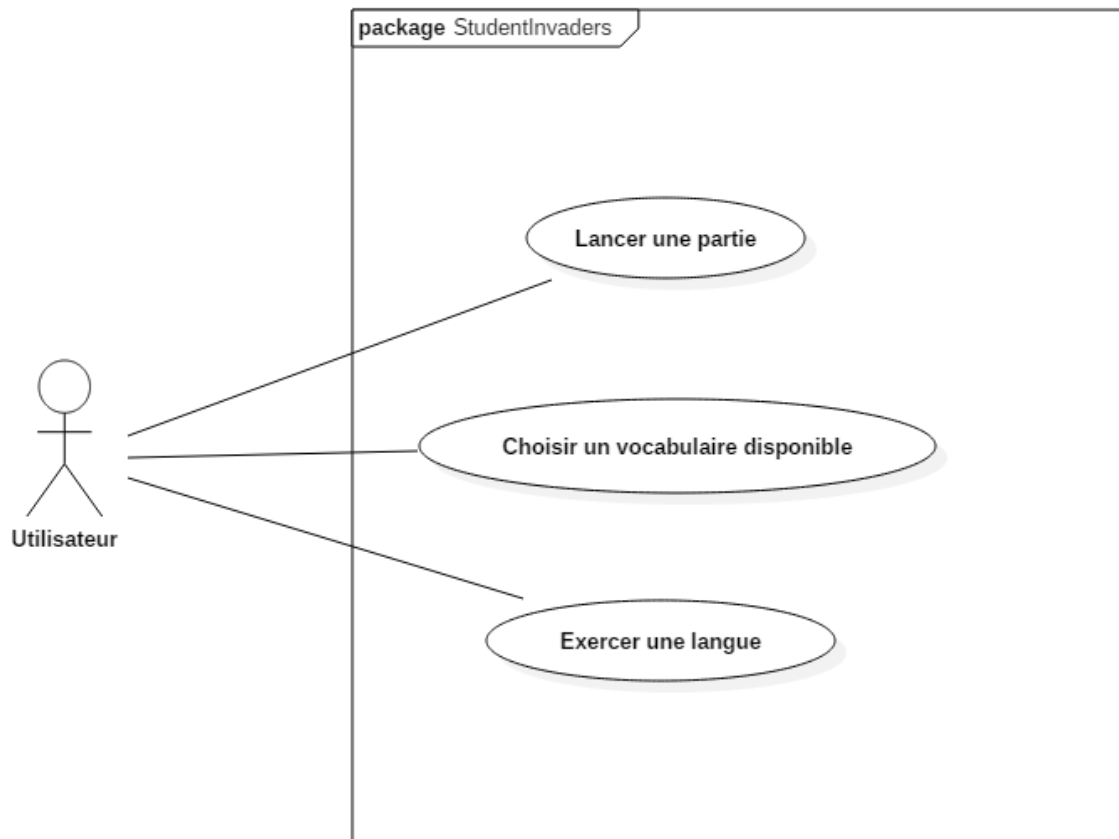 package StudentInvaders
Lancer une partie
Choisir un vocabulaire disponible
Utilisateur
Exercer une langue